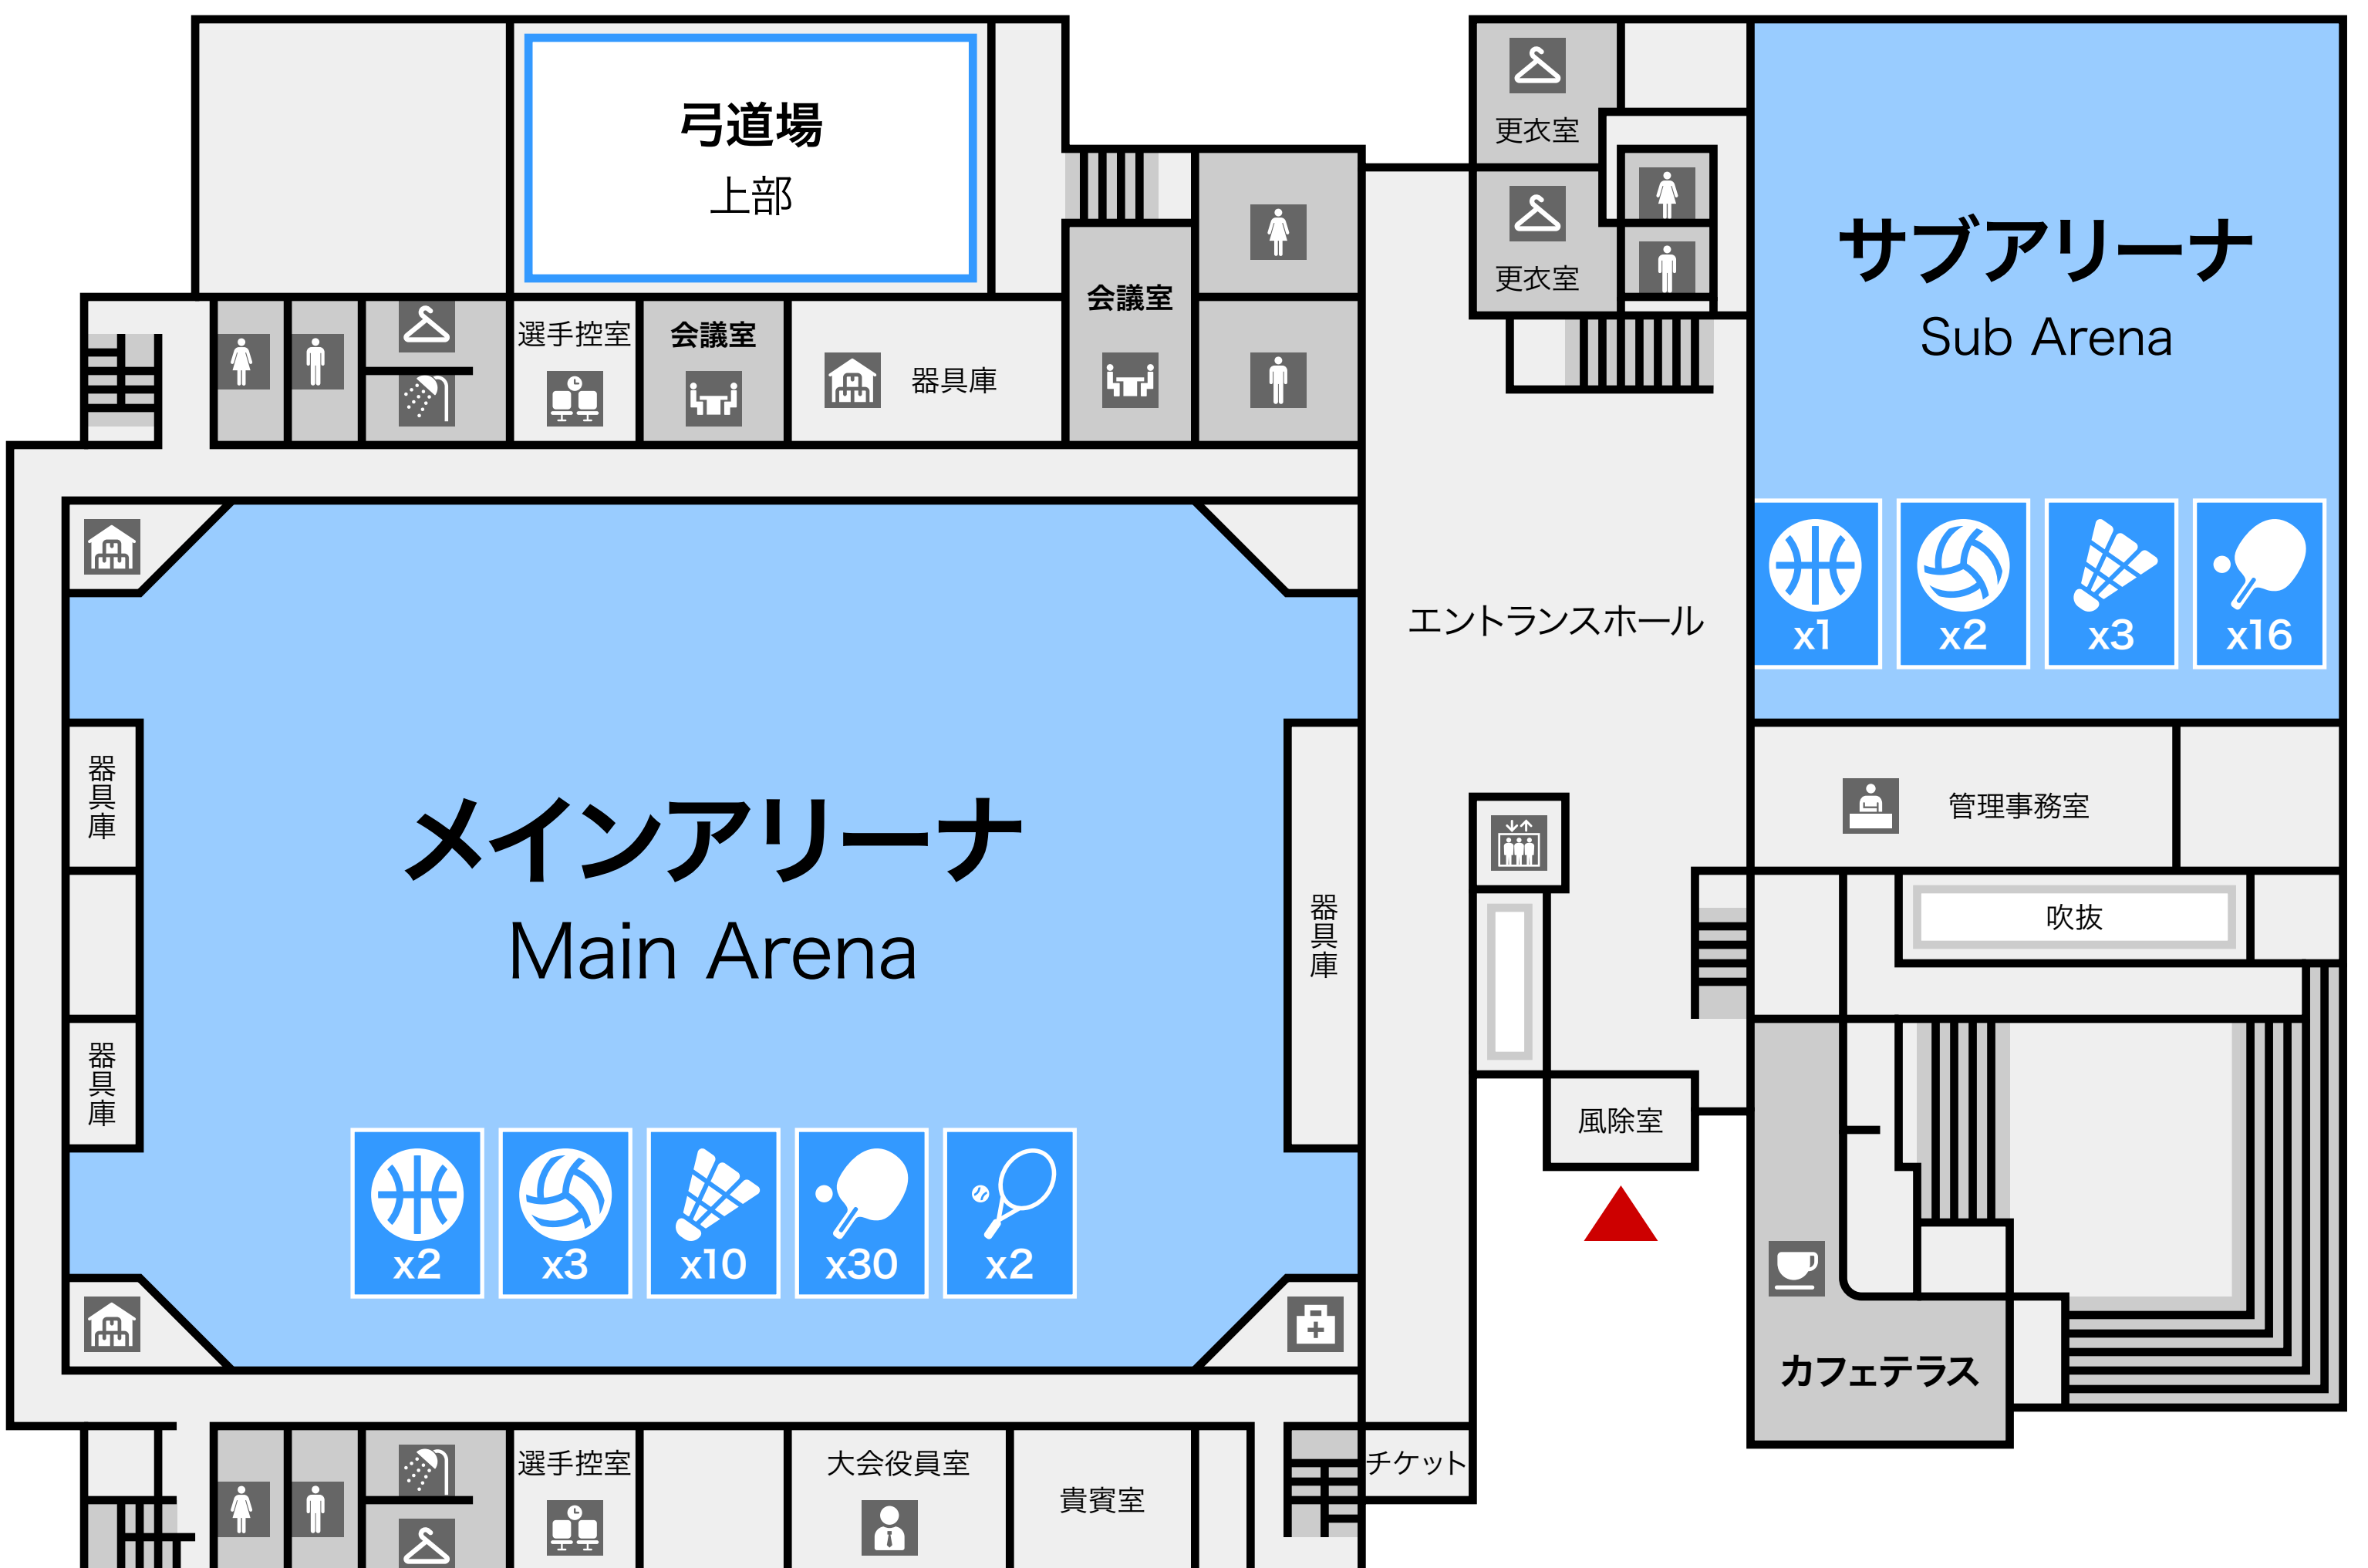 弓道場
上部
更衣室
更衣室
サブアリーナ
Sub Arena
会議室
選手控室
会議室
器具庫
エントランスホール
x1
x2
x3
x16
器具庫
メインアリーナ
Main Arena
器具庫
管理事務室
吹抜
器具庫
風除室
x2
x3
x10
x30
x2
カフェテラス
選手控室
大会役員室
貴賓室
チケット